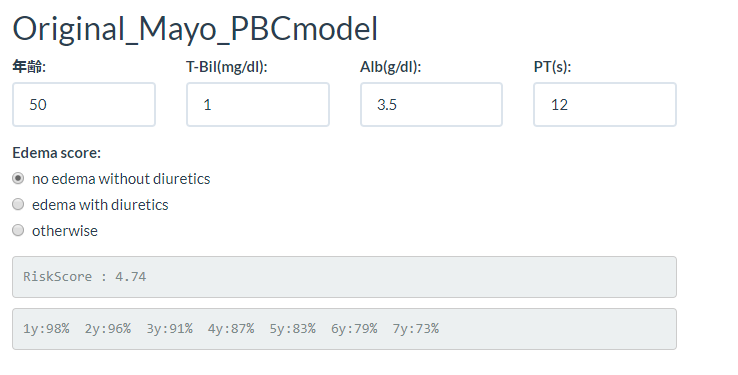 Original_Mayo_PBCmodel
年齢: T-Bil(mg/dl): Alb(g/dl): PT(s):
50 1 3.5 12
Edema score:
no edema without diuretics
edema with diuretics
otherwise
RiskScore : 4.74
1y:98% 2y:96% 3y:91% 4y:87% 5y:83% 6y:79% 7y:73%